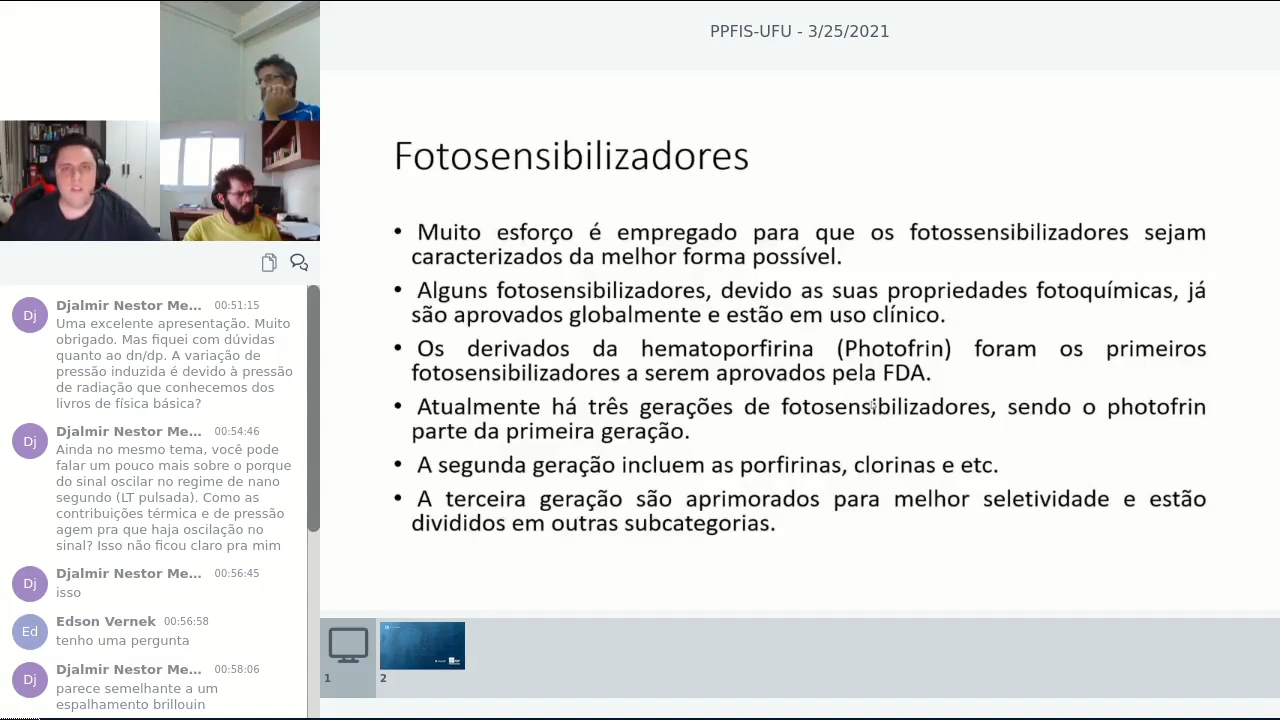 PPFIS-UFU - 3/25/2021
Fotosensibilizadores
• Muito esforço é empregado para que os fotossensibilizadores sejam
caracterizados da melhor forma possível.
• Alguns fotosensibilizadores, devido as suas propriedades fotoquímicas, já
são aprovados globalmente e estão em uso clínico.
• Os derivados da hematoporfirina (Photofrin) foram os primeiros
fotosensibilizadores a serem aprovados pela FDA.
• Atualmente há três gerações de fotosensibilizadores, sendo o photofrin
parte da primeira geração.
• A segunda geração incluem as porfirinas, clorinas e etc.
• A terceira geração são aprimorados para melhor seletividade e estão
divididos em outras subcategorias.
Dj
Djalmir Nestor Me... 00:51:15
Uma excelente apresentação. Muito
obrigado. Mas fiquei com dúvidas
quanto ao dn/dp. A variação de
pressão induzida é devido à pressão
de radiação que conhecemos dos
livros de física básica?
Dj
Djalmir Nestor Me... 00:54:46
Ainda no mesmo tema, você pode
falar um pouco mais sobre o porque
do sinal oscilar no regime de nano
segundo (LT pulsada). Como as
contribuições térmica e de pressão
agem pra que haja oscilação no
sinal? Isso não ficou claro pra mim
Dj
Djalmir Nestor Me... 00:56:45
isso
Ed
Edson Vernek 00:56:58
tenho uma pergunta
Dj
Djalmir Nestor Me... 00:58:06
parece semelhante a um
espalhamento brillouin
1
2